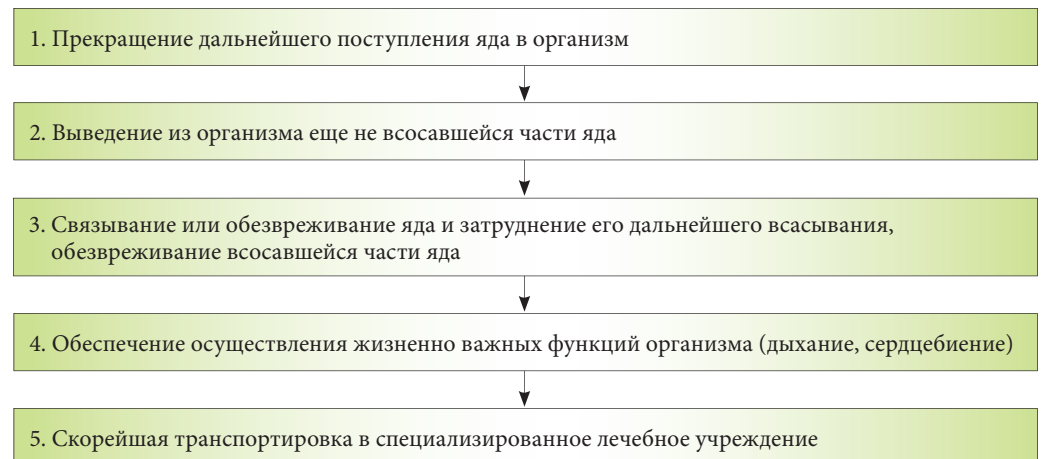 1. Прекращение дальнейшего поступления яда в организм
2. Выведение из организма еще не всосавшейся части яда
3. Связывание или обезвреживание яда и затруднение его дальнейшего всасывания,
обезвреживание всосавшейся части яда
4. Обеспечение осуществления жизненно важных функций организма (дыхание, сердцебиение)
5. Скорейшая транспортировка в специализированное лечебное учреждение